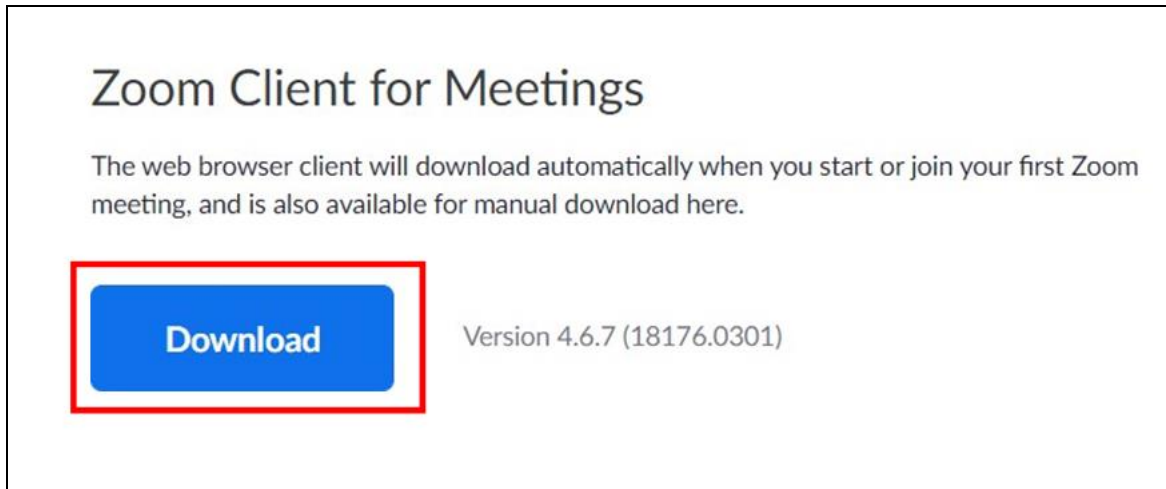 Zoom Client for Meetings
The web browser client will download automatically when you start or join your first Zoom
meeting, and is also available for manual download here.
Download
Version 4.6.7 (18176.0301)